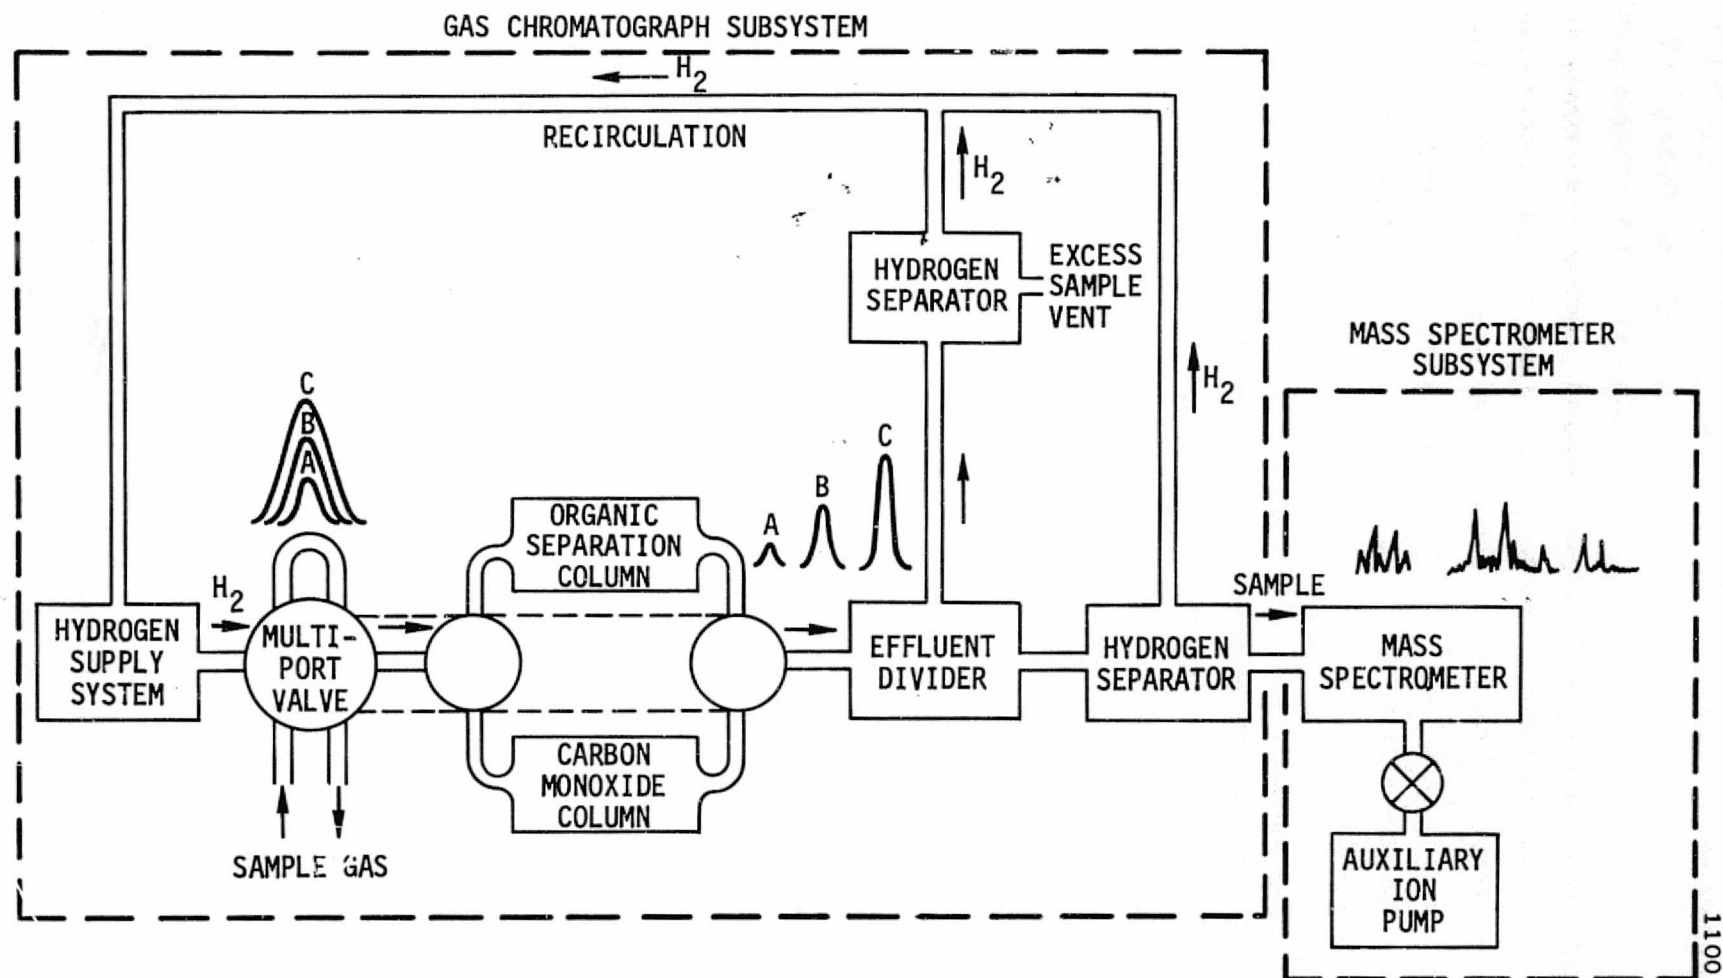 GAS CHROMATOGRAPH SUBSYSTEM
H2
RECIRCULATION
H2
HYDROGEN
SEPARATOR
EXCESS
SAMPLE
VENT
MASS SPECTROMETER
SUBSYSTEM
H2
C
B
A
A
B
C
ORGANIC
SEPARATION
COLUMN
H2
SAMPLE
HYDROGEN
SUPPLY
SYSTEM
MULTI-
PORT
VALVE
EFFLUENT
DIVIDER
HYDROGEN
SEPARATOR
MASS
SPECTROMETER
CARBON
MONOXIDE
COLUMN
SAMPLE GAS
AUXILIARY
ION
PUMP
1100